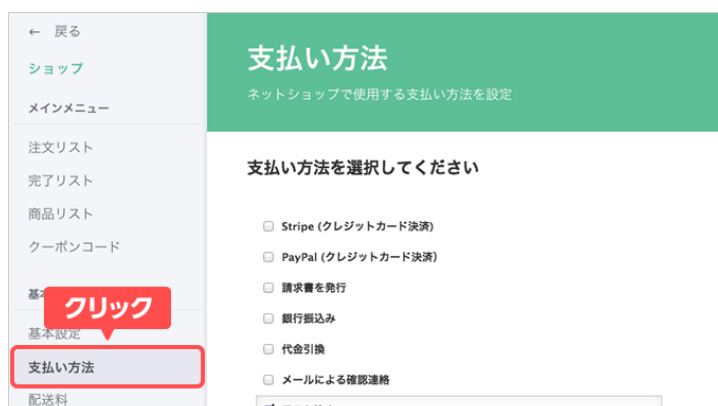 ← 戻る
ショップ
メインメニュー
注文リスト
完了リスト
商品リスト
クーポンコード
クリック
基本設定
支払い方法
配送料
支払い方法
ネットショップで使用する支払い方法を設定
支払い方法を選択してください
Stripe (クレジットカード決済)
PayPal (クレジットカード決済)
請求書を発行
銀行振込み
代金引換
メールによる確認連絡